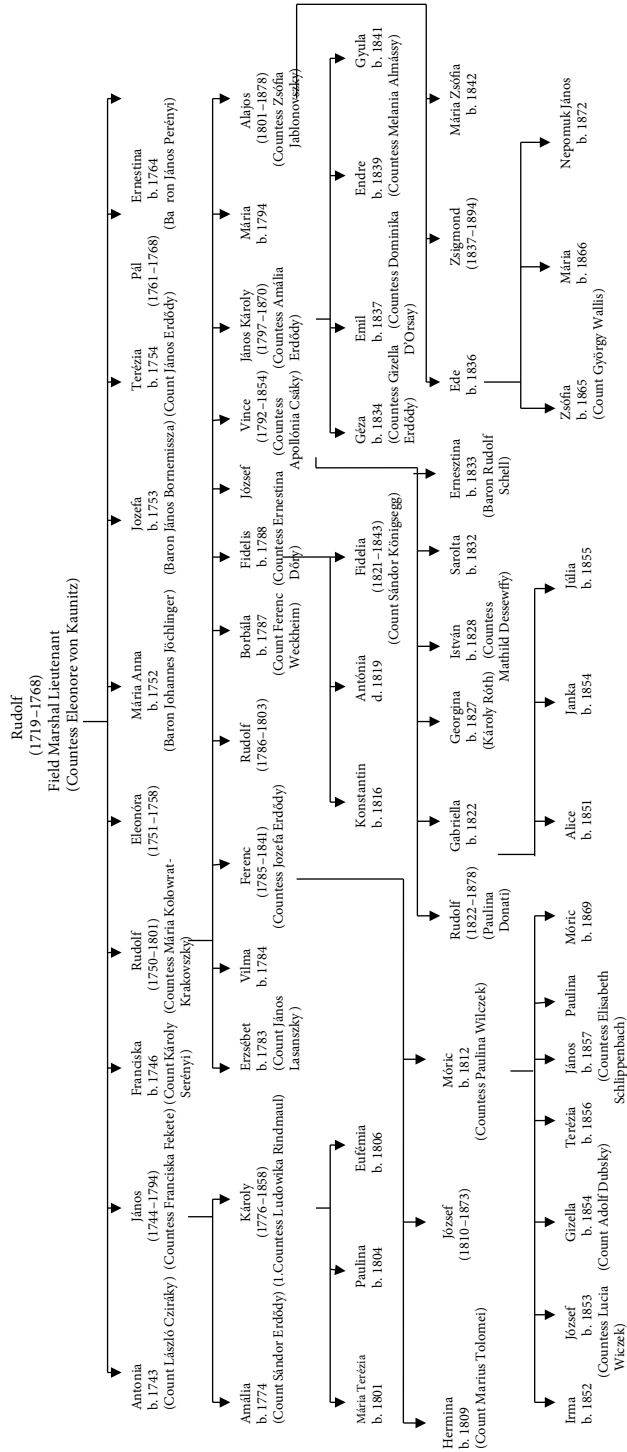 Rudolf
(1719–1768)
Field Marshal Lieutenant
(Countess Eleonore von Kaunitz)
Antonia
b. 1743
(Count László Cziráky)
János
(1744–1794)
(Countess Franciska Fekete)
Franciska
b. 1746
(Count Károly
Serényi)
Rudolf
(1750–1801)
(Countess Mária Kolowrat-
Krakovszky)
Eleonóra
(1751–1758)
Mária Anna
b. 1752
(Baron Johannes Jöchlinger)
Jozefa
b. 1753
(Baron János Bornemissza)
Terézia
b. 1754
(Count János Erdődy)
Pál
(1761–1768)
Ernestina
b. 1764
(Ba ron János Perényi)
Amália
b. 1774
(Count Sándor Erdődy)
Károly
(1776–1858)
(1.Countess Ludowika Rindmaul)
Erzsébet
b. 1783
(Count János
Lasanszky)
Vilma
b. 1784
Ferenc
(1785–1841)
(Countess Jozefa Erdődy)
Rudolf
(1786–1803)
Borbála
b. 1787
(Count Ferenc
Weckheim)
Fidelis
b. 1788
(Countess Ernestina
Dőry)
József
Vince
(1792–1854)
(Countess
Apollónia Csáky)
János Károly
(1797–1870)
(Countess Amália
Erdődy)
Mária
b. 1794
Alajos
(1801–1878)
(Countess Zsófia
Jablonovszky)
Mária Terézia
b. 1801
Paulina
b. 1804
Eufémia
b. 1806
Konstantin
b. 1816
Antónia
d. 1819
Fiddia
(1821–1843)
(Count Sándor Königsegg)
Géza
b. 1834
(Countess Gizella
Erdődy)
Emil
b. 1837
(Countess Dominika
D'Orsay)
Endre
b. 1839
Gyula
b. 1841
(Countess Melania Almássy)
Hermina
b. 1809
(Count Marius Tolomei)
József
(1810–1873)
Móric
b. 1812
(Countess Paulina Wilczek)
Rudolf
(1822–1878)
(Paulina
Donati)
Gabriella
b. 1822
Georgina
b. 1827
(Károly Róth)
István
b. 1828
(Countess
Mathild Dessewffy)
Sarolta
b. 1832
Ernesztina
b. 1833
(Baron Rudolf
Schell)
Ede
b. 1836
Zsigmond
(1837–1894)
Mária Zsófia
b. 1842
Irma
b. 1852
József
b. 1853
(Countess Lucia
Wiczek)
Gizella
b. 1854
(Count Adolf Dubsky)
Terézia
b. 1856
János
b. 1857
(Countess Elisabeth
Schlippenbach)
Paulina
Móric
b. 1869
Alice
b. 1851
Janka
b. 1854
Júlia
b. 1855
Zsófia
b. 1865
(Count György Wallis)
Mária
b. 1866
Nepomuk János
b. 1872